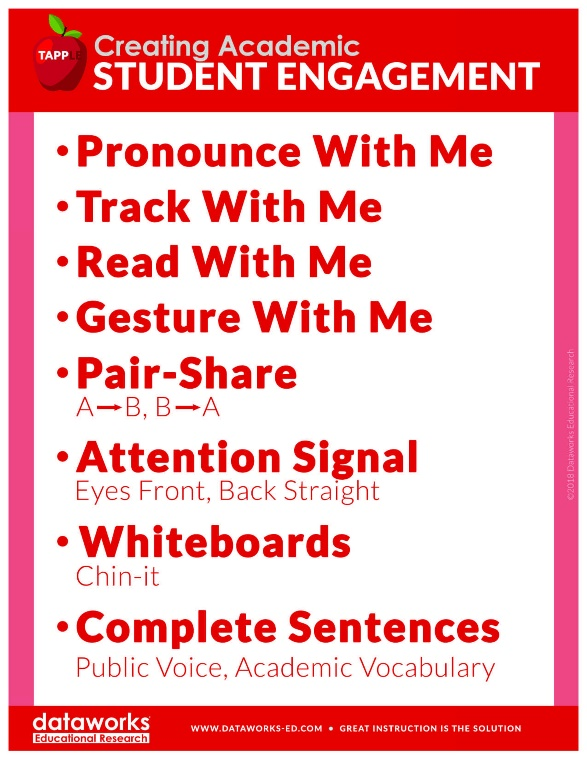 TAPPLE
Creating Academic
STUDENT ENGAGEMENT
• Pronounce With Me
• Track With Me
• Read With Me
• Gesture With Me
• Pair-Share
A→B, B→A
• Attention Signal
Eyes Front, Back Straight
• Whiteboards
Chin-it
• Complete Sentences
Public Voice, Academic Vocabulary
©2018 Dataworks Educational Research
dataworks
Educational Research
WWW.DATAWORKS-ED.COM • GREAT INSTRUCTION IS THE SOLUTION